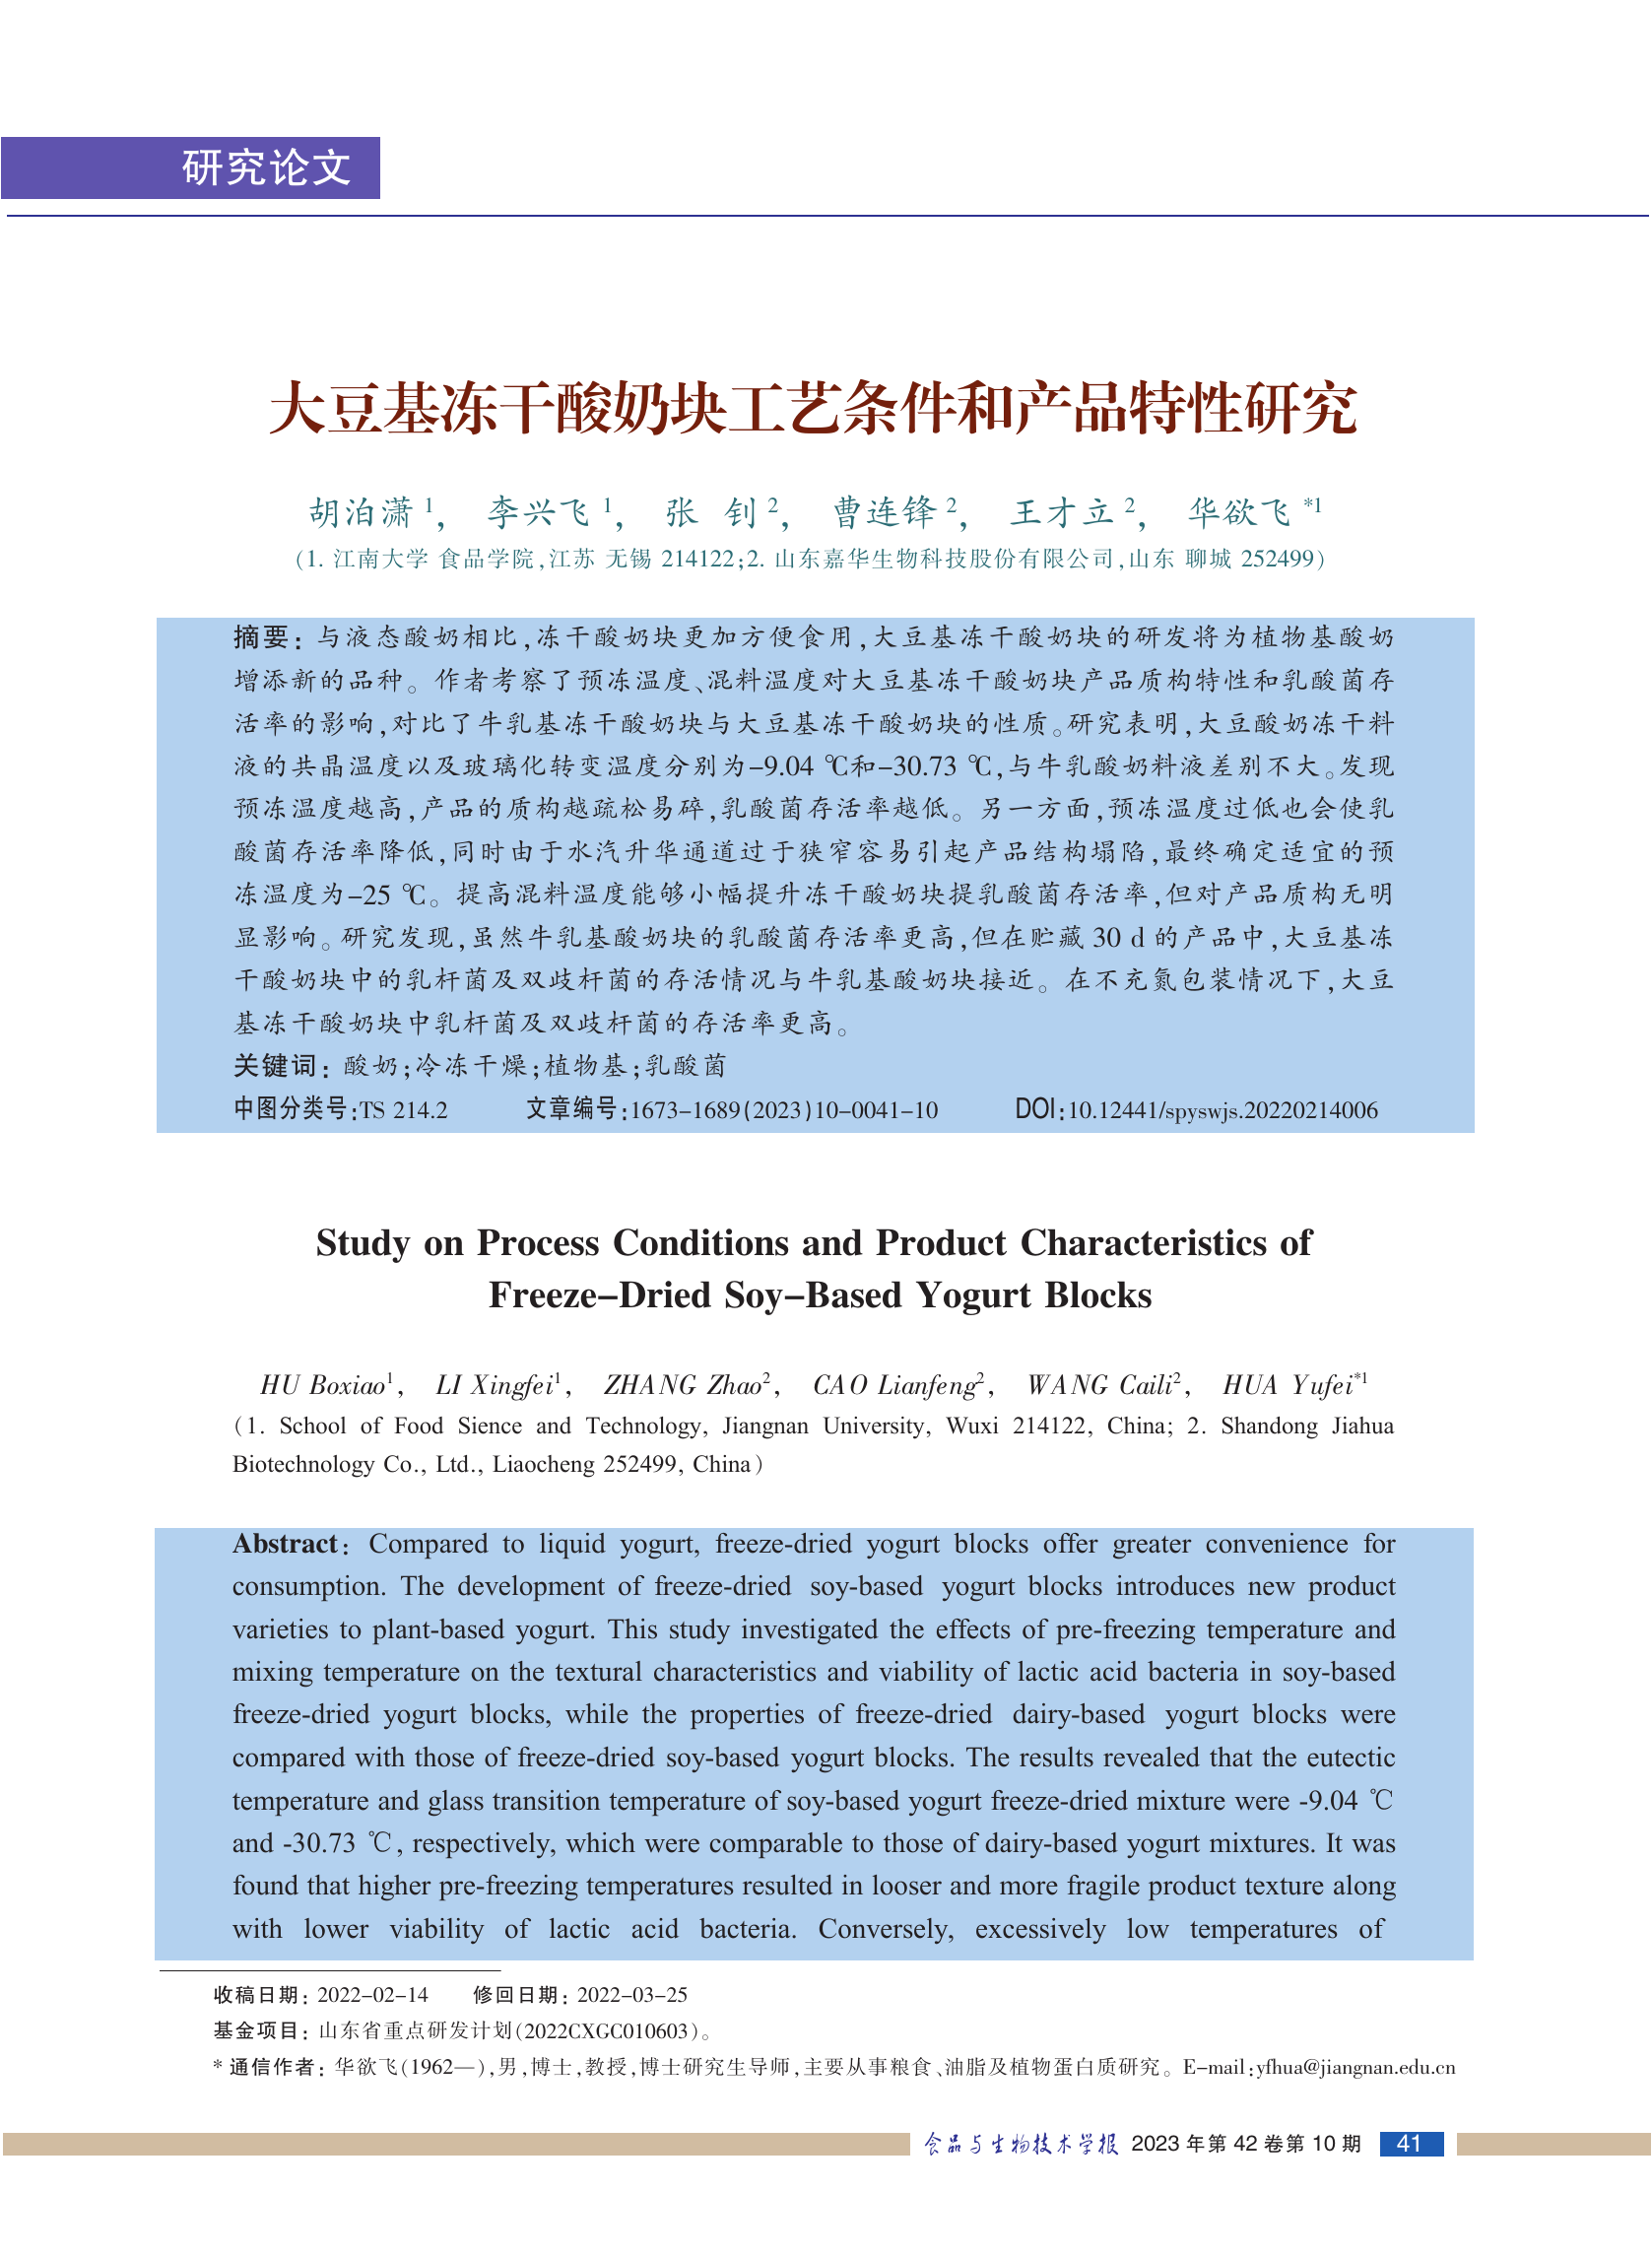 研究论文
大豆基冻干酸奶块工艺条件和产品特性研究
胡泊潇 1， 李兴飞 1， 张 钊 2， 曹连锋 2， 王才立 2， 华欲飞 *1
（1. 江南大学 食品学院，江苏 无锡 214122；2. 山东嘉华生物科技股份有限公司，山东 聊城 252499）
摘要：与液态酸奶相比，冻干酸奶块更加方便食用，大豆基冻干酸奶块的研发将为植物基酸奶
增添新的品种。作者考察了预冻温度、混料温度对大豆基冻干酸奶块产品质构特性和乳酸菌存
活率的影响，对比了牛乳基冻干酸奶块与大豆基冻干酸奶块的性质。研究表明，大豆酸奶冻干料
液的共晶温度以及玻璃化转变温度分别为-9.04 ℃和-30.73 ℃，与牛乳酸奶料液差别不大。发现
预冻温度越高，产品的质构越疏松易碎，乳酸菌存活率越低。另一方面，预冻温度过低也会使乳
酸菌存活率降低，同时由于水汽升华通道过于狭窄容易引起产品结构塌陷，最终确定适宜的预
冻温度为-25 ℃。提高混料温度能够小幅提升冻干酸奶块提乳酸菌存活率，但对产品质构无明
显影响。研究发现，虽然牛乳基酸奶块的乳酸菌存活率更高，但在贮藏 30 d 的产品中，大豆基冻
干酸奶块中的乳杆菌及双歧杆菌的存活情况与牛乳基酸奶块接近。在不充氮包装情况下，大豆
基冻干酸奶块中乳杆菌及双歧杆菌的存活率更高。
关键词：酸奶；冷冻干燥；植物基；乳酸菌
中图分类号：TS 214.2 文章编号：1673-1689(2023)10-0041-10 DOI：10.12441/spyswjs.20220214006
Study on Process Conditions and Product Characteristics of
Freeze-Dried Soy-Based Yogurt Blocks
HU Boxiao1， LI Xingfei1， ZHANG Zhao2， CAO Lianfeng2， WANG Caili2， HUA Yufei*1
（1. School of Food Sience and Technology, Jiangnan University, Wuxi 214122, China; 2. Shandong Jiahua
Biotechnology Co., Ltd., Liaocheng 252499, China）
Abstract： Compared to liquid yogurt, freeze-dried yogurt blocks offer greater convenience for
consumption. The development of freeze-dried soy-based yogurt blocks introduces new product
varieties to plant-based yogurt. This study investigated the effects of pre-freezing temperature and
mixing temperature on the textural characteristics and viability of lactic acid bacteria in soy-based
freeze-dried yogurt blocks, while the properties of freeze-dried dairy-based yogurt blocks were
compared with those of freeze-dried soy-based yogurt blocks. The results revealed that the eutectic
temperature and glass transition temperature of soy-based yogurt freeze-dried mixture were -9.04 ℃
and -30.73 ℃, respectively, which were comparable to those of dairy-based yogurt mixtures. It was
found that higher pre-freezing temperatures resulted in looser and more fragile product texture along
with lower viability of lactic acid bacteria. Conversely, excessively low temperatures of
收稿日期：2022-02-14 修回日期：2022-03-25
基金项目：山东省重点研发计划（2022CXGC010603）。
* 通信作者：华欲飞（1962—），男，博士，教授，博士研究生导师，主要从事粮食、油脂及植物蛋白质研究。E-mail：yfhua@jiangnan.edu.cn
食品与生物技术学报 2023 年第 42 卷第 10 期 41